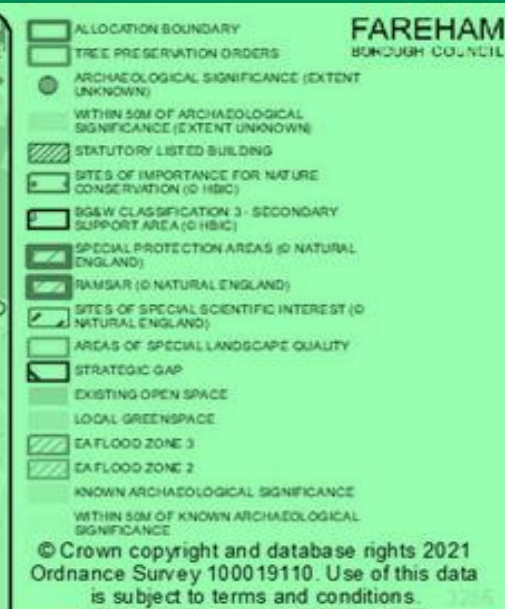 FAREHAM
BOROUGH COUNCIL
ALLOCATION BOUNDARY
TREE PRESERVATION ORDERS
ARCHAEOLOGICAL SIGNIFICANCE (EXTENT
UNKNOWN)
WITHIN 50M OF ARCHAEOLOGICAL
SIGNIFICANCE (EXTENT UNKNOWN)
STATUTORY LISTED BUILDING
SITES OF IMPORTANCE FOR NATURE
CONSERVATION (© HBIC)
BG&W CLASSIFICATION 3 - SECONDARY
SUPPORT AREA (© HBIC)
SPECIAL PROTECTION AREAS (© NATURAL
ENGLAND)
RAMSAR (© NATURAL ENGLAND)
SITES OF SPECIAL SCIENTIFIC INTEREST (©
NATURAL ENGLAND)
AREAS OF SPECIAL LANDSCAPE QUALITY
STRATEGIC GAP
EXISTING OPEN SPACE
LOCAL GREENSPACE
EA FLOOD ZONE 3
EA FLOOD ZONE 2
KNOWN ARCHAEOLOGICAL SIGNIFICANCE
WITHIN 50M OF KNOWN ARCHAEOLOGICAL
SIGNIFICANCE
© Crown copyright and database rights 2021
Ordnance Survey 100019110. Use of this data
is subject to terms and conditions.